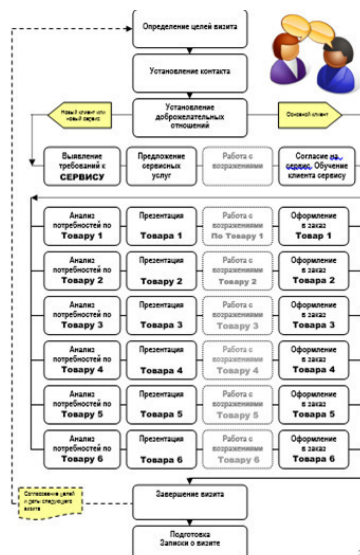 Определение целей визита
Установление контакта
Новый клиент или
новый сервис
Установление
доброжелательных
отношений
Основной клиент
Выявление
требований к
СЕРВИСУ
Предложение
сервисных
услуг
Работа с
возражениями
Согласие на
сервис. Обучение
клиента сервису
Анализ
потребностей по
Товару 1
Презентация
Товара 1
Работа с
возражениями
По Товару 1
Оформление
в заказ
Товар 1
Анализ
потребностей по
Товару 2
Презентация
Товара 2
Работа с
возражениями
Товару 2
Оформление
в заказ
Товара 2
Анализ
потребностей по
Товару 3
Презентация
Товара 3
Работа с
возражениями
Товару 3
Оформление
в заказ
Товара 3
Анализ
потребностей по
Товару 4
Презентация
Товара 4
Работа с
возражениями
Товару 4
Оформление
в заказ
Товара 4
Анализ
потребностей по
Товару 5
Презентация
Товара 5
Работа с
возражениями
Товару 5
Оформление
в заказ
Товара 5
Анализ
потребностей по
Товару 6
Презентация
Товара 6
Работа с
возражениями
Товару 6
Оформление
в заказ
Товара 6
Согласование целей
и даты следующего
визита
Завершение визита
Подготовка
Записки о визите